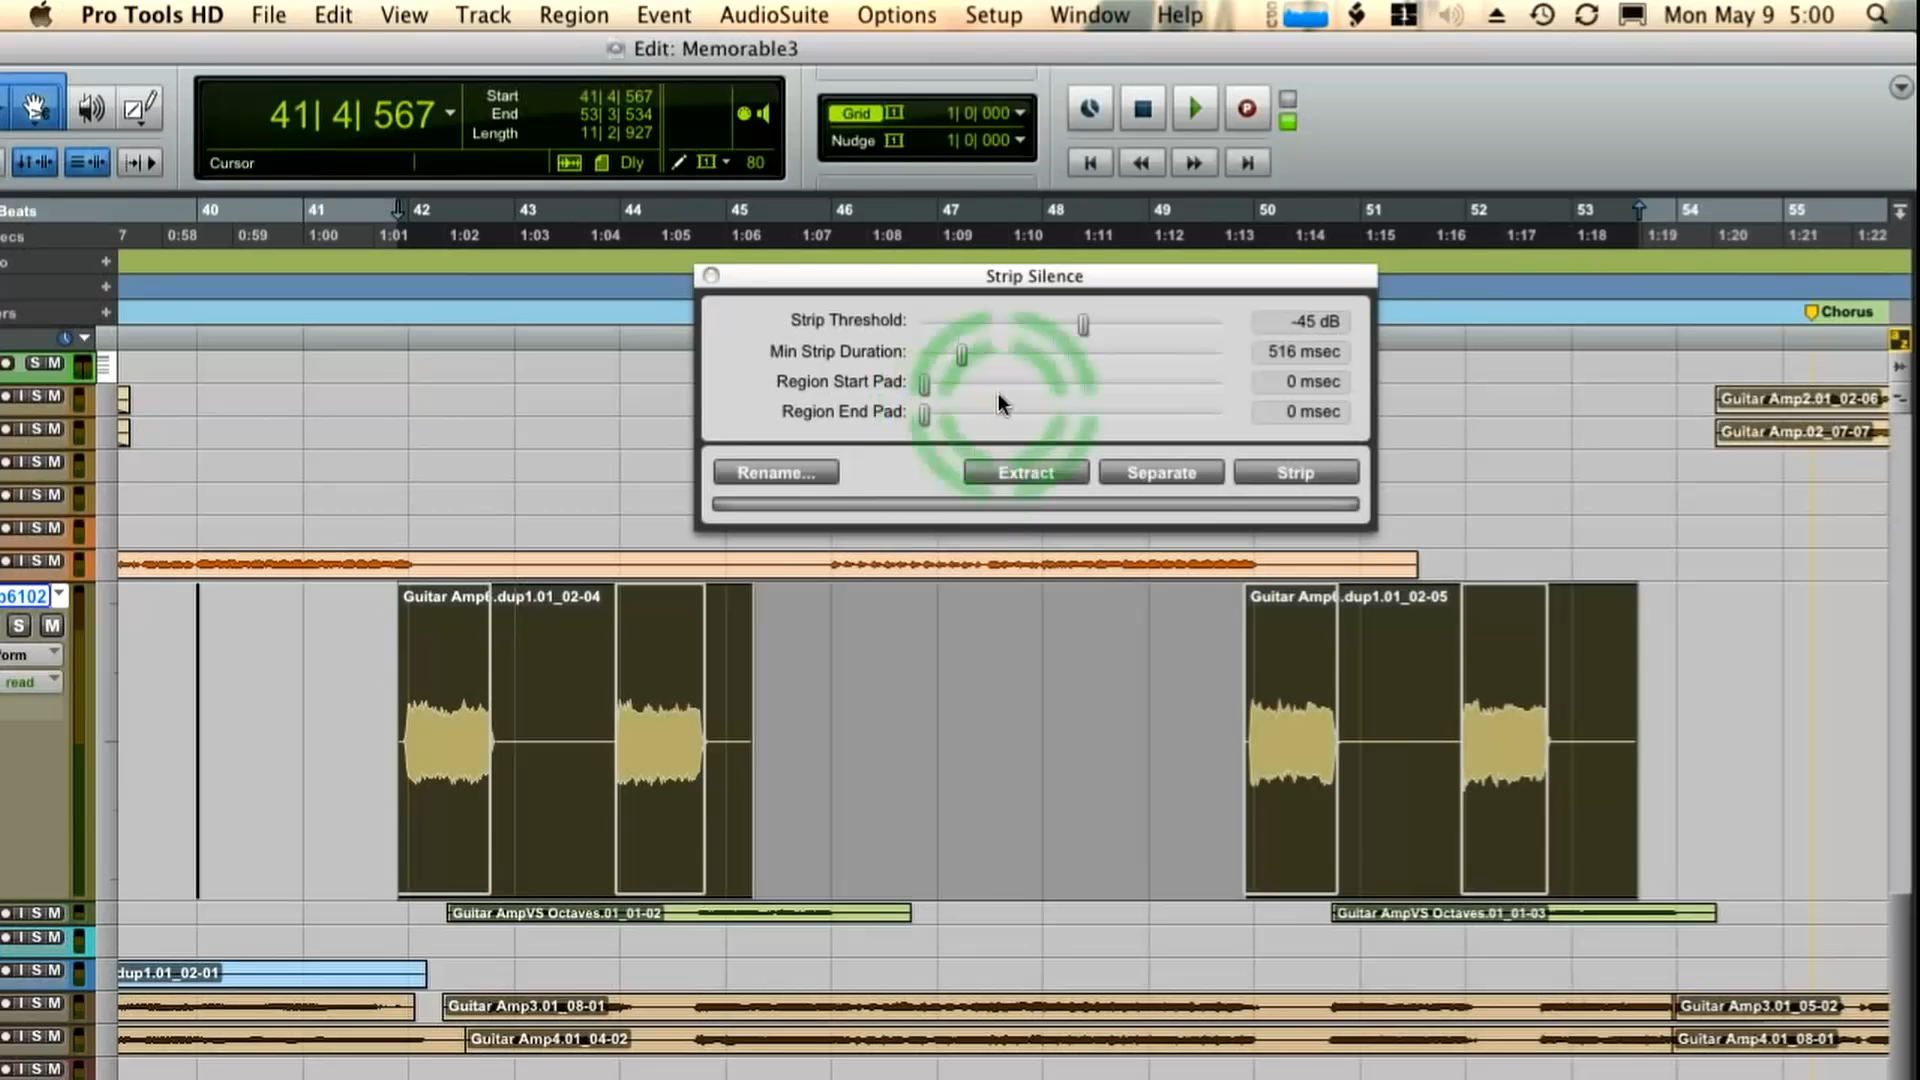 Pro Tools HD File Edit View Track Region Event AudioSuite Options Setup Window Help Mon May 9 5:00
Edit: Memorable3
41| 4| 567
Start 41| 4| 567
End 53| 3| 534
Length 11| 2| 927
Cursor
Dly
80
Grid 1| 0| 000
Nudge 1| 0| 000
Beats 40 41 42 43 44 45 46 47 48 49 50 51 52 53 54 55
ecs 7 0:58 0:59 1:00 1:01 1:02 1:03 1:04 1:05 1:06 1:07 1:08 1:09 1:10 1:11 1:12 1:13 1:14 1:15 1:16 1:17 1:18 1:19 1:20 1:21 1:22
o
ers
Chorus
Strip Silence
Strip Threshold: -45 dB
Min Strip Duration: 516 msec
Region Start Pad: 0 msec
Region End Pad: 0 msec
Rename... Extract Separate Strip
S M
I S M
Guitar Amp2.01_02-06
I S M
Guitar Amp.02_07-07
I S M
I S M
I S M
I S M
p6102
Guitar Amp6.dup1.01_02-04
Guitar Amp6.dup1.01_02-05
S M
form
read
I S M
Guitar AmpVS Octaves.01_01-02
Guitar AmpVS Octaves.01_01-03
I S M
I S M
dup1.01_02-01
I S M
Guitar Amp3.01_08-01
Guitar Amp3.01_05-02
I S M
Guitar Amp4.01_04-02
Guitar Amp4.01_08-01
I S M